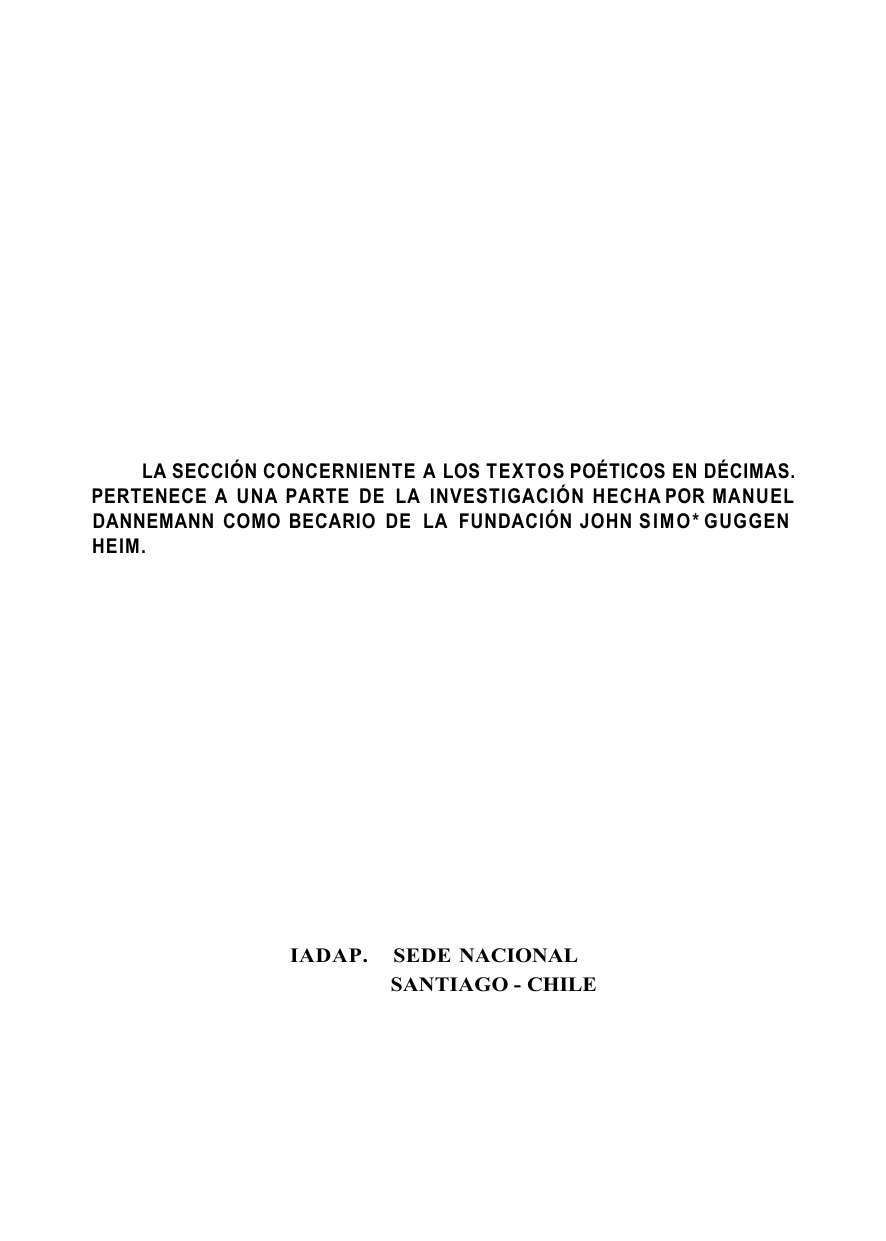 LA SECCIÓN CONCERNIENTE A LOS TEXTOS POÉTICOS EN DÉCIMAS.
PERTENECE A UNA PARTE DE LA INVESTIGACIÓN HECHA POR MANUEL
DANNEMANN COMO BECARIO DE LA FUNDACIÓN JOHN SIMO* GUGGEN
HEIM.
IADAP. SEDE NACIONAL
SANTIAGO - CHILE